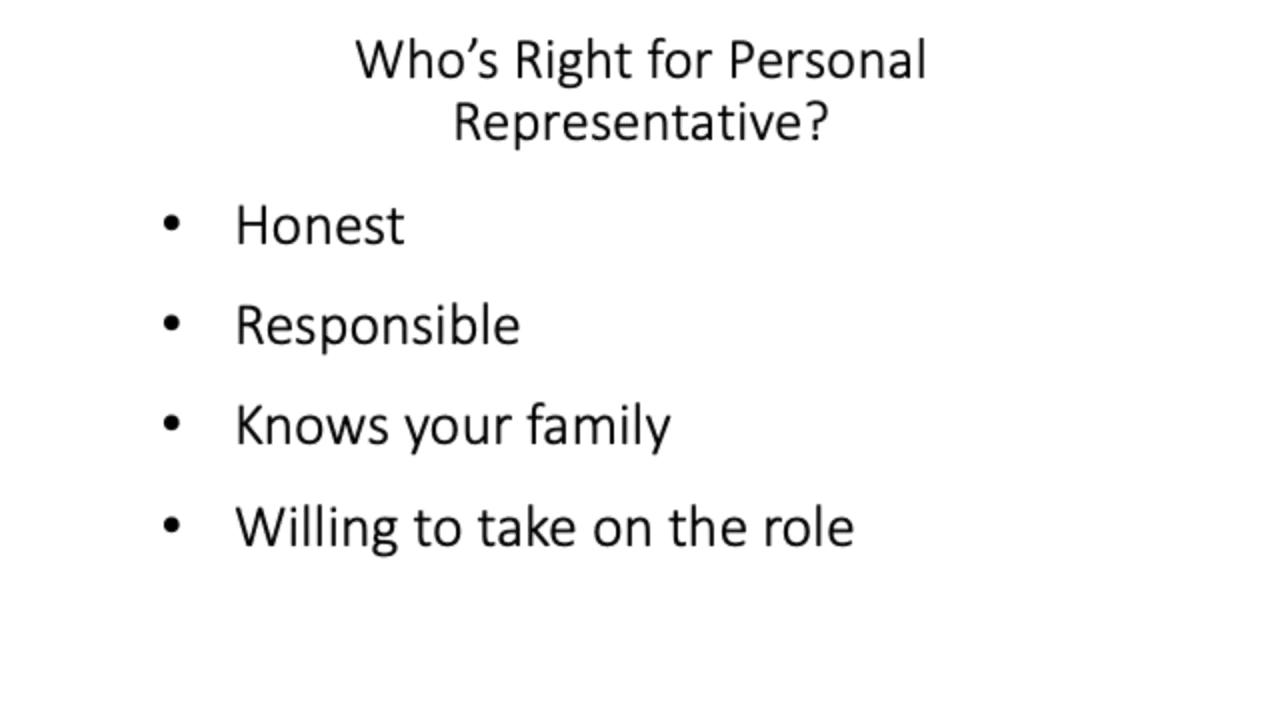 Who’s Right for Personal
Representative?
• Honest
• Responsible
• Knows your family
• Willing to take on the role